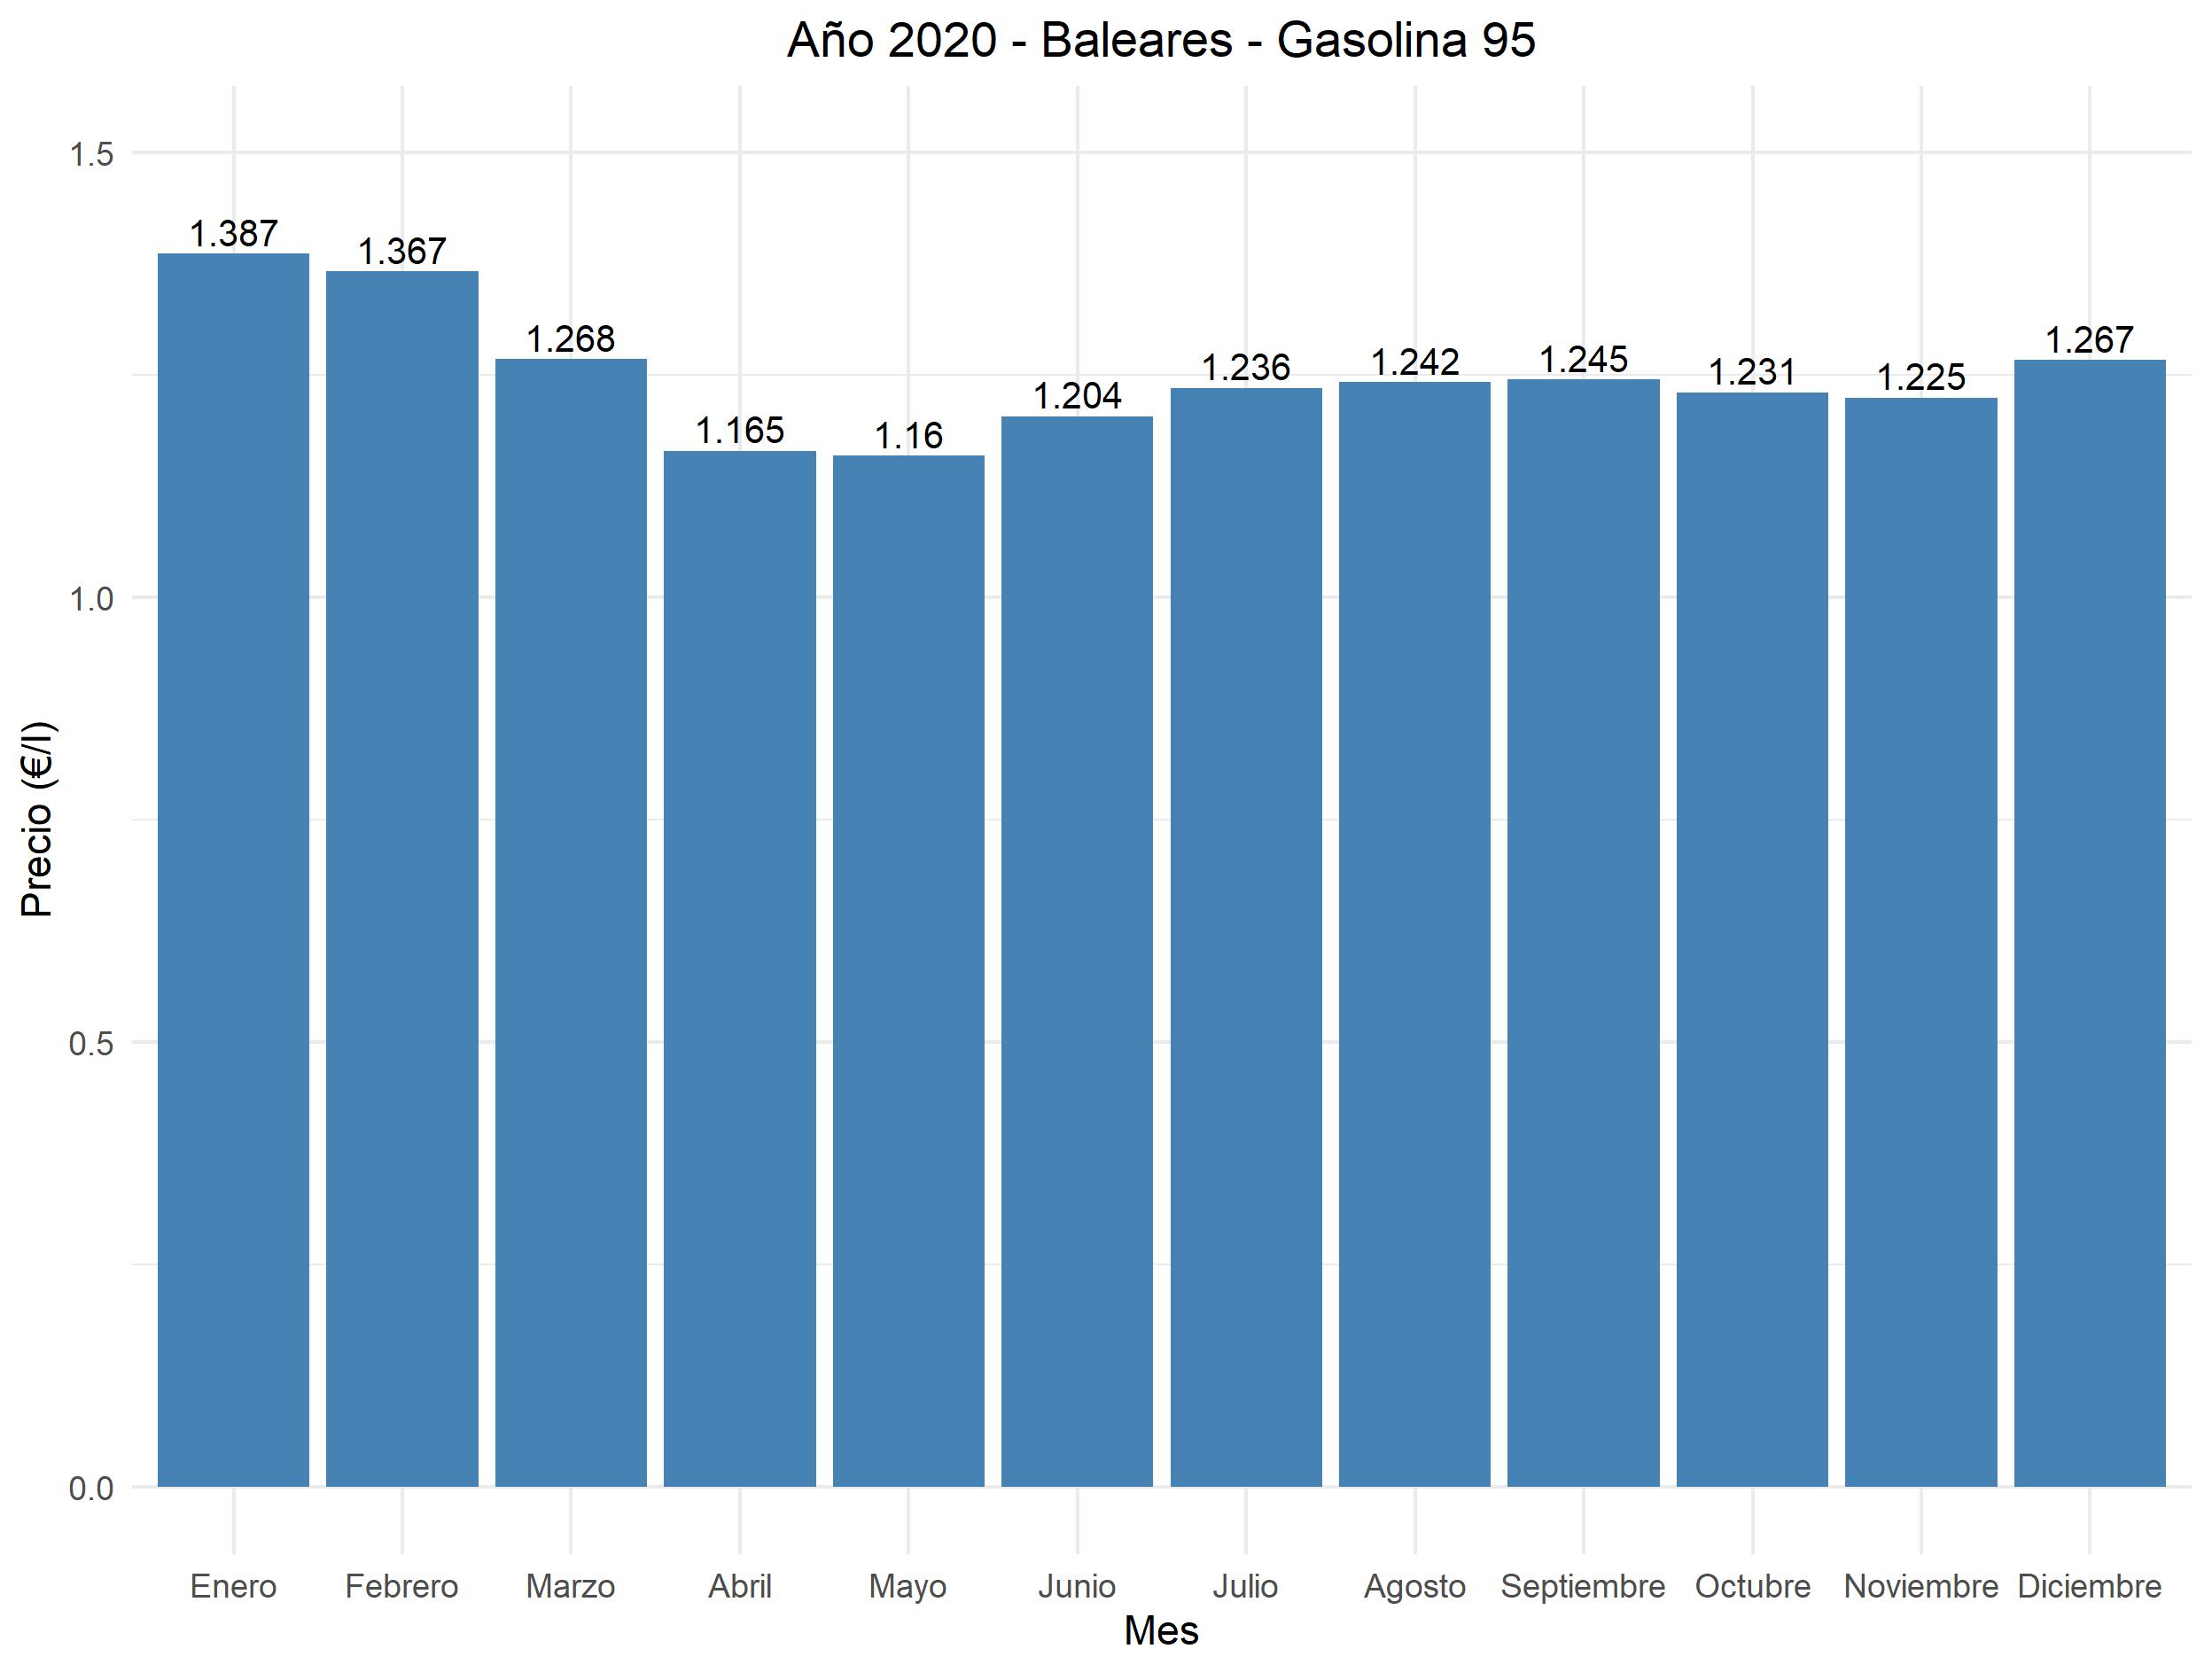 Año 2020 - Baleares - Gasolina 95
Precio (€/l)
1.5
1.0
0.5
0.0
1.387
1.367
1.268
1.165
1.16
1.204
1.236
1.242
1.245
1.231
1.225
1.267
Enero
Febrero
Marzo
Abril
Mayo
Junio
Julio
Agosto
Septiembre
Octubre
Noviembre
Diciembre
Mes